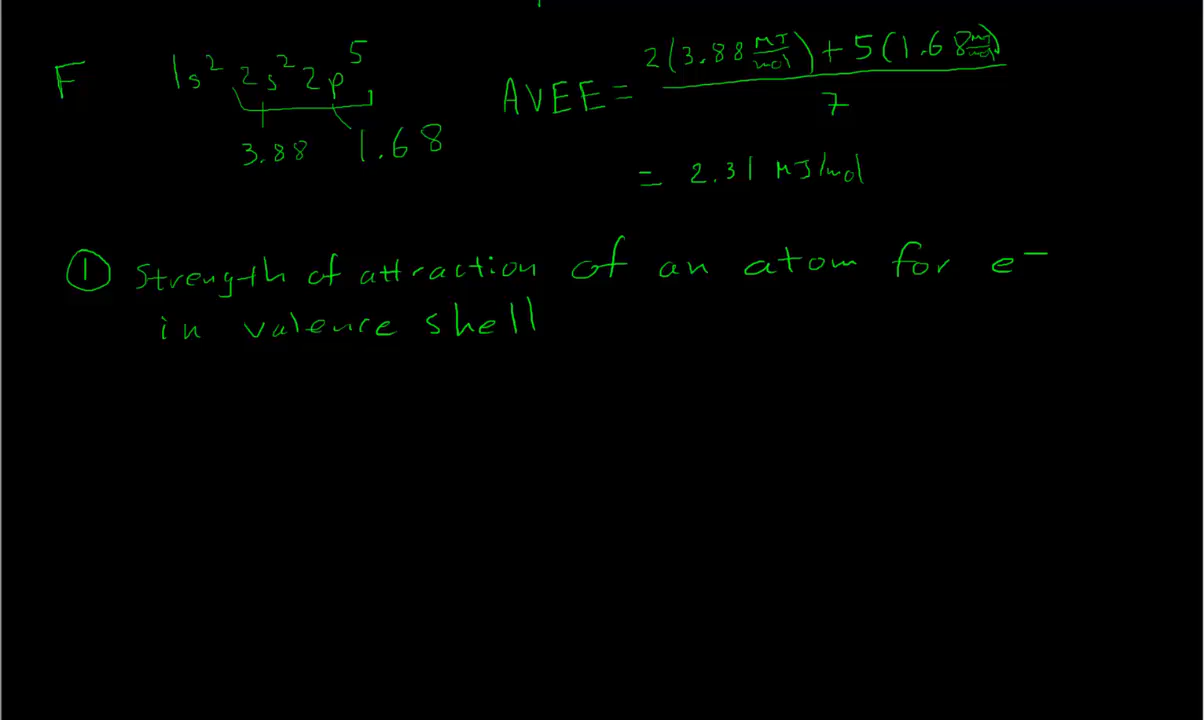 F 1s² 2s² 2p⁵
3.88 1.68
AVEE = 2(3.88 MJ/mol) + 5(1.68 MJ/mol) / 7
= 2.31 MJ/mol
① Strength of attraction of an atom for e⁻
in valence shell